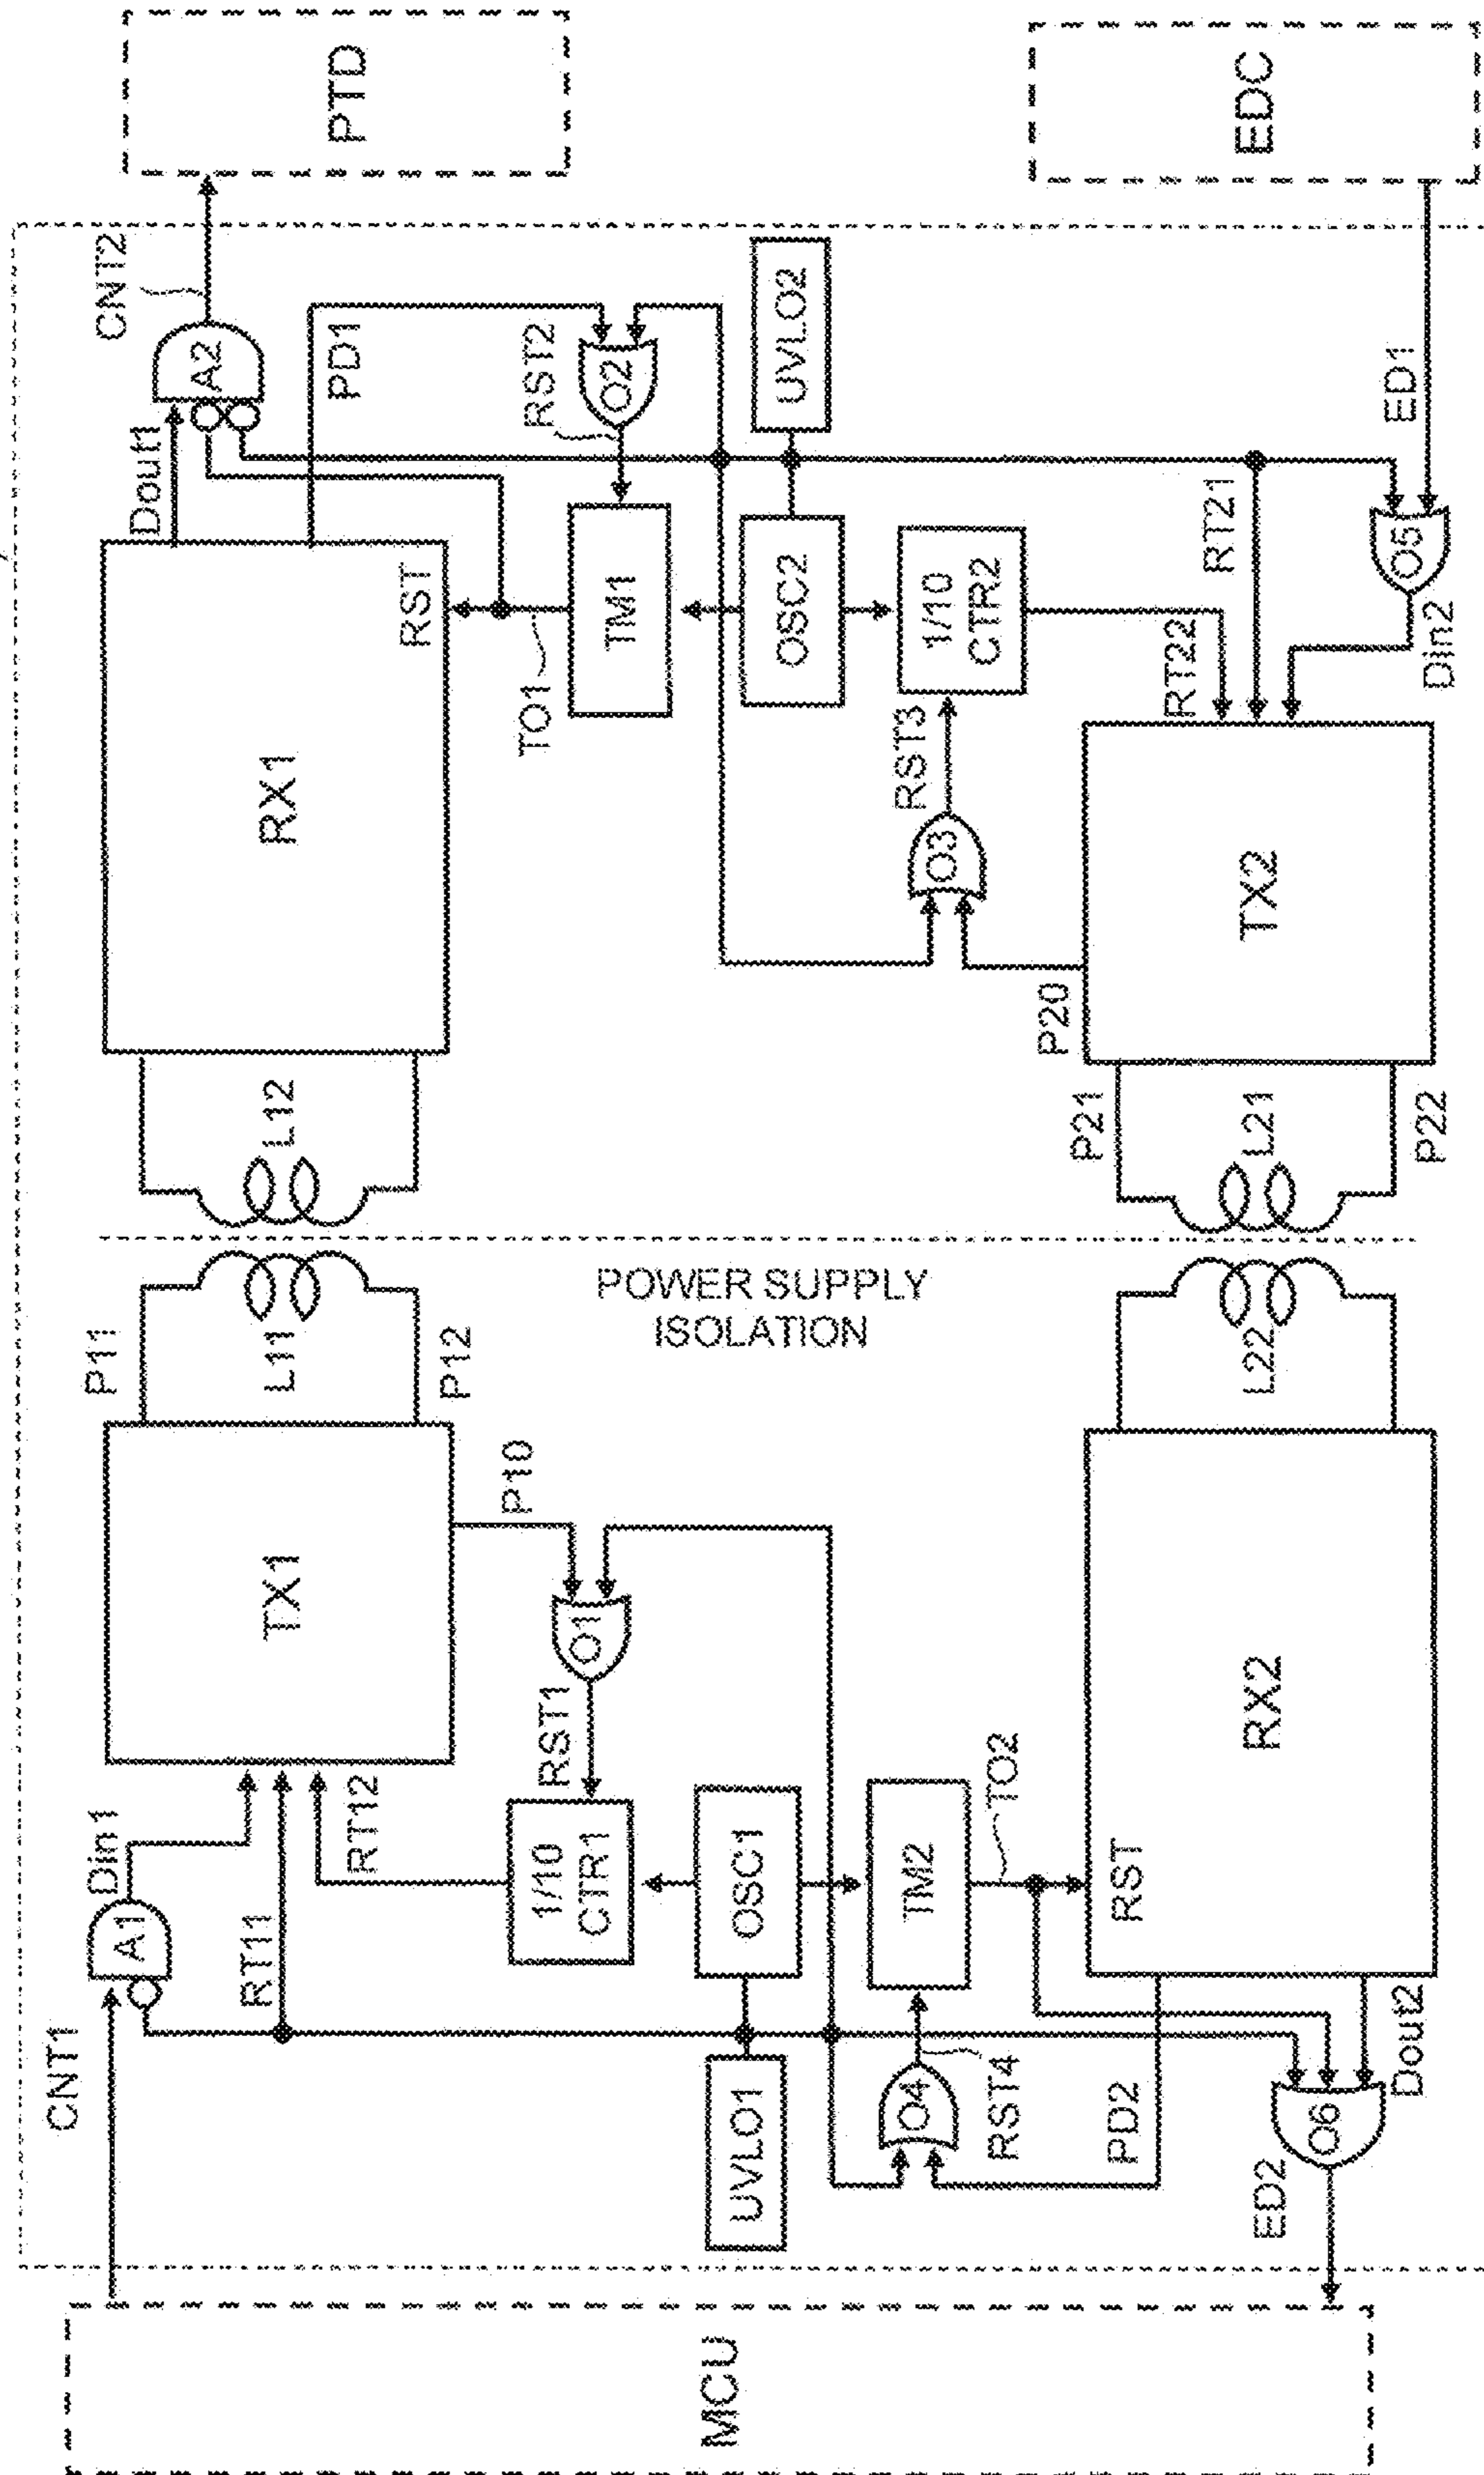 MCU
CNT1
A1
Din1
RT11
RT12
TX1
P11
P12
P10
L11
L12
RX1
RST
Dout1
A2
CNT2
PTD
PD1
O1
RST1
1/10
CTR1
OSC1
UVLO1
TM2
TO2
O4
RST4
PD2
POWER SUPPLY
ISOLATION
O2
RST2
TM1
TO1
OSC2
UVLO2
1/10
CTR2
RST3
O3
P20
RT21
RT22
ED2
O6
Dout2
RST
RX2
L22
L21
P21
P22
TX2
Din2
O5
ED1
EDC